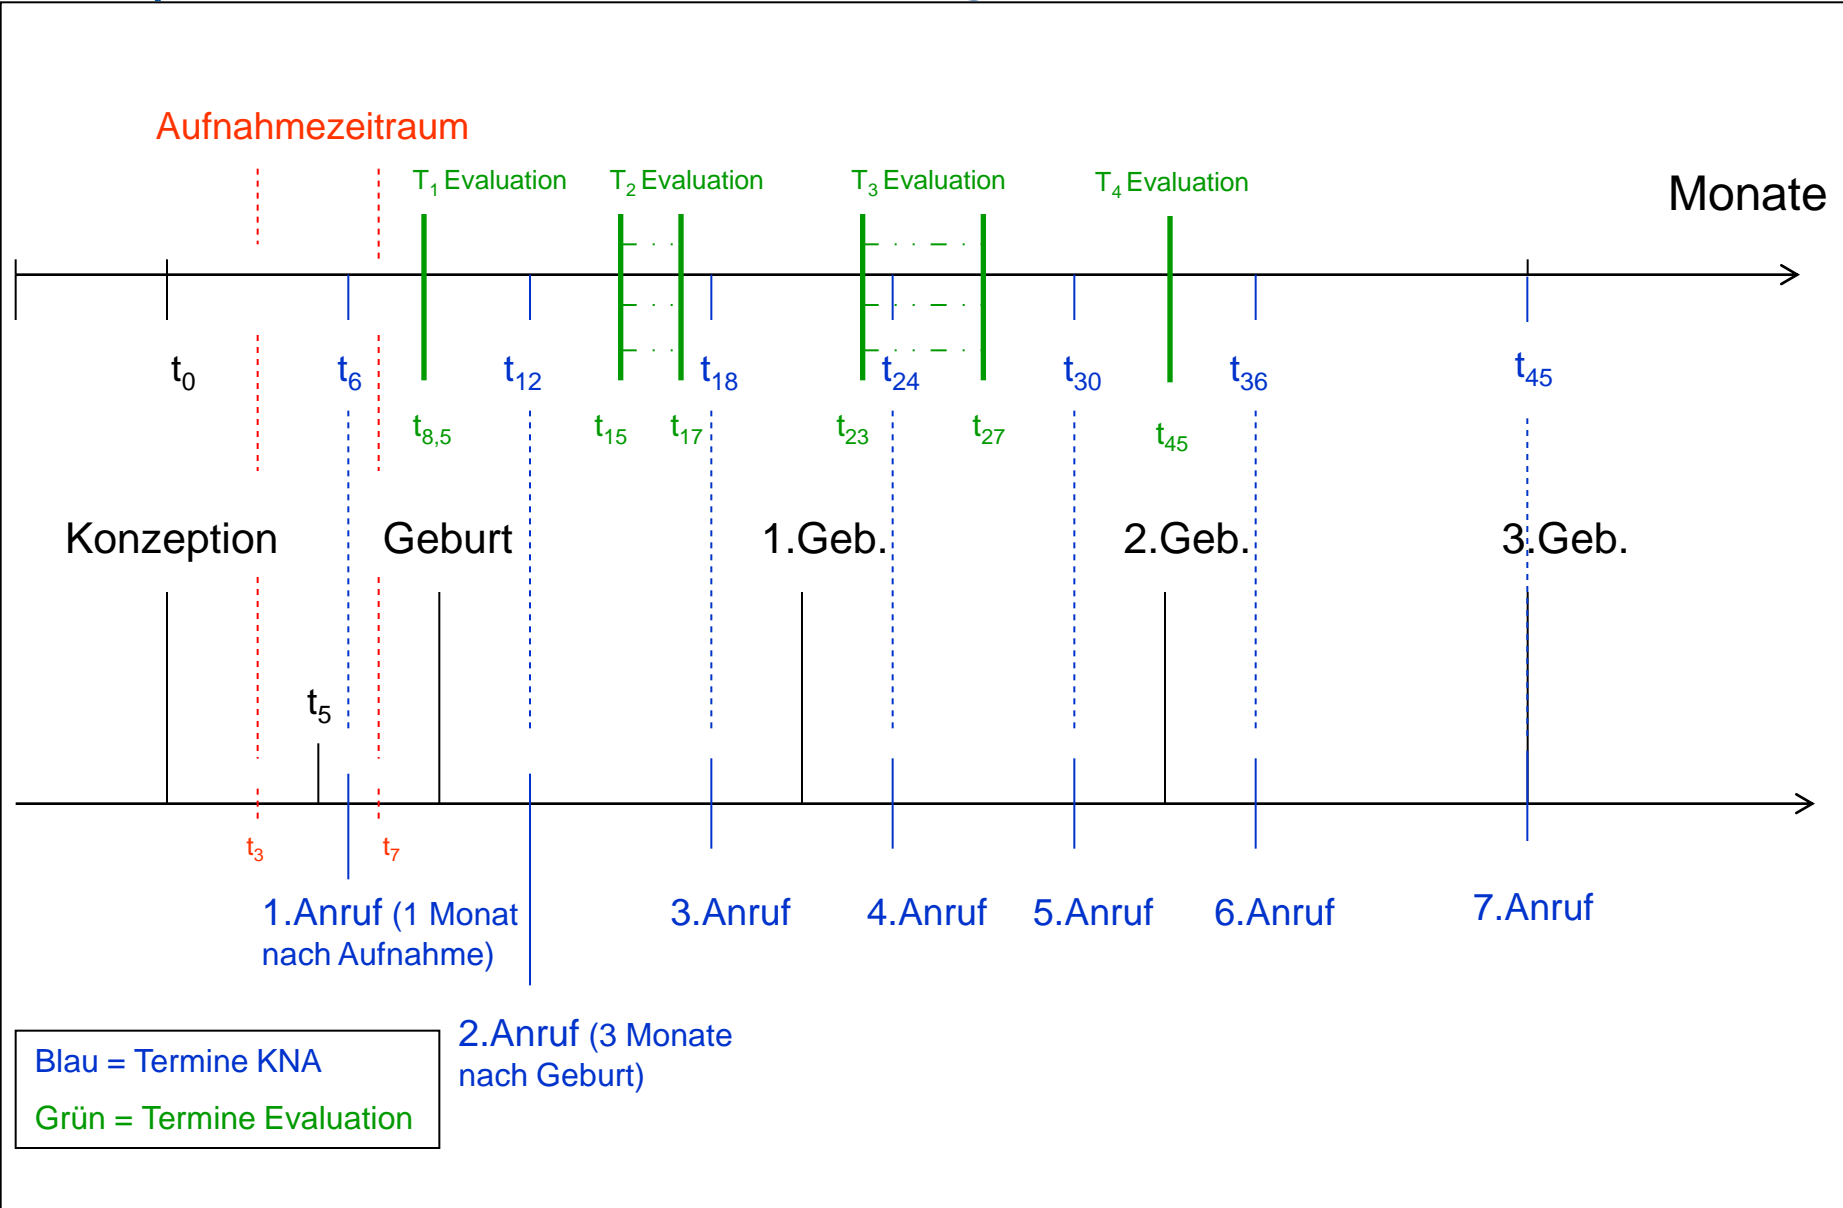 Aufnahmezeitraum
T1 Evaluation
T2 Evaluation
T3 Evaluation
T4 Evaluation
Monate
t0
t6
t12
t18
t24
t30
t36
t45
t8,5
t15
t17
t23
t27
t45
Konzeption
Geburt
1.Geb.
2.Geb.
3.Geb.
t5
t3
t7
1.Anruf (1 Monat
nach Aufnahme)
3.Anruf
4.Anruf
5.Anruf
6.Anruf
7.Anruf
2.Anruf (3 Monate
nach Geburt)
Blau = Termine KNA
Grün = Termine Evaluation